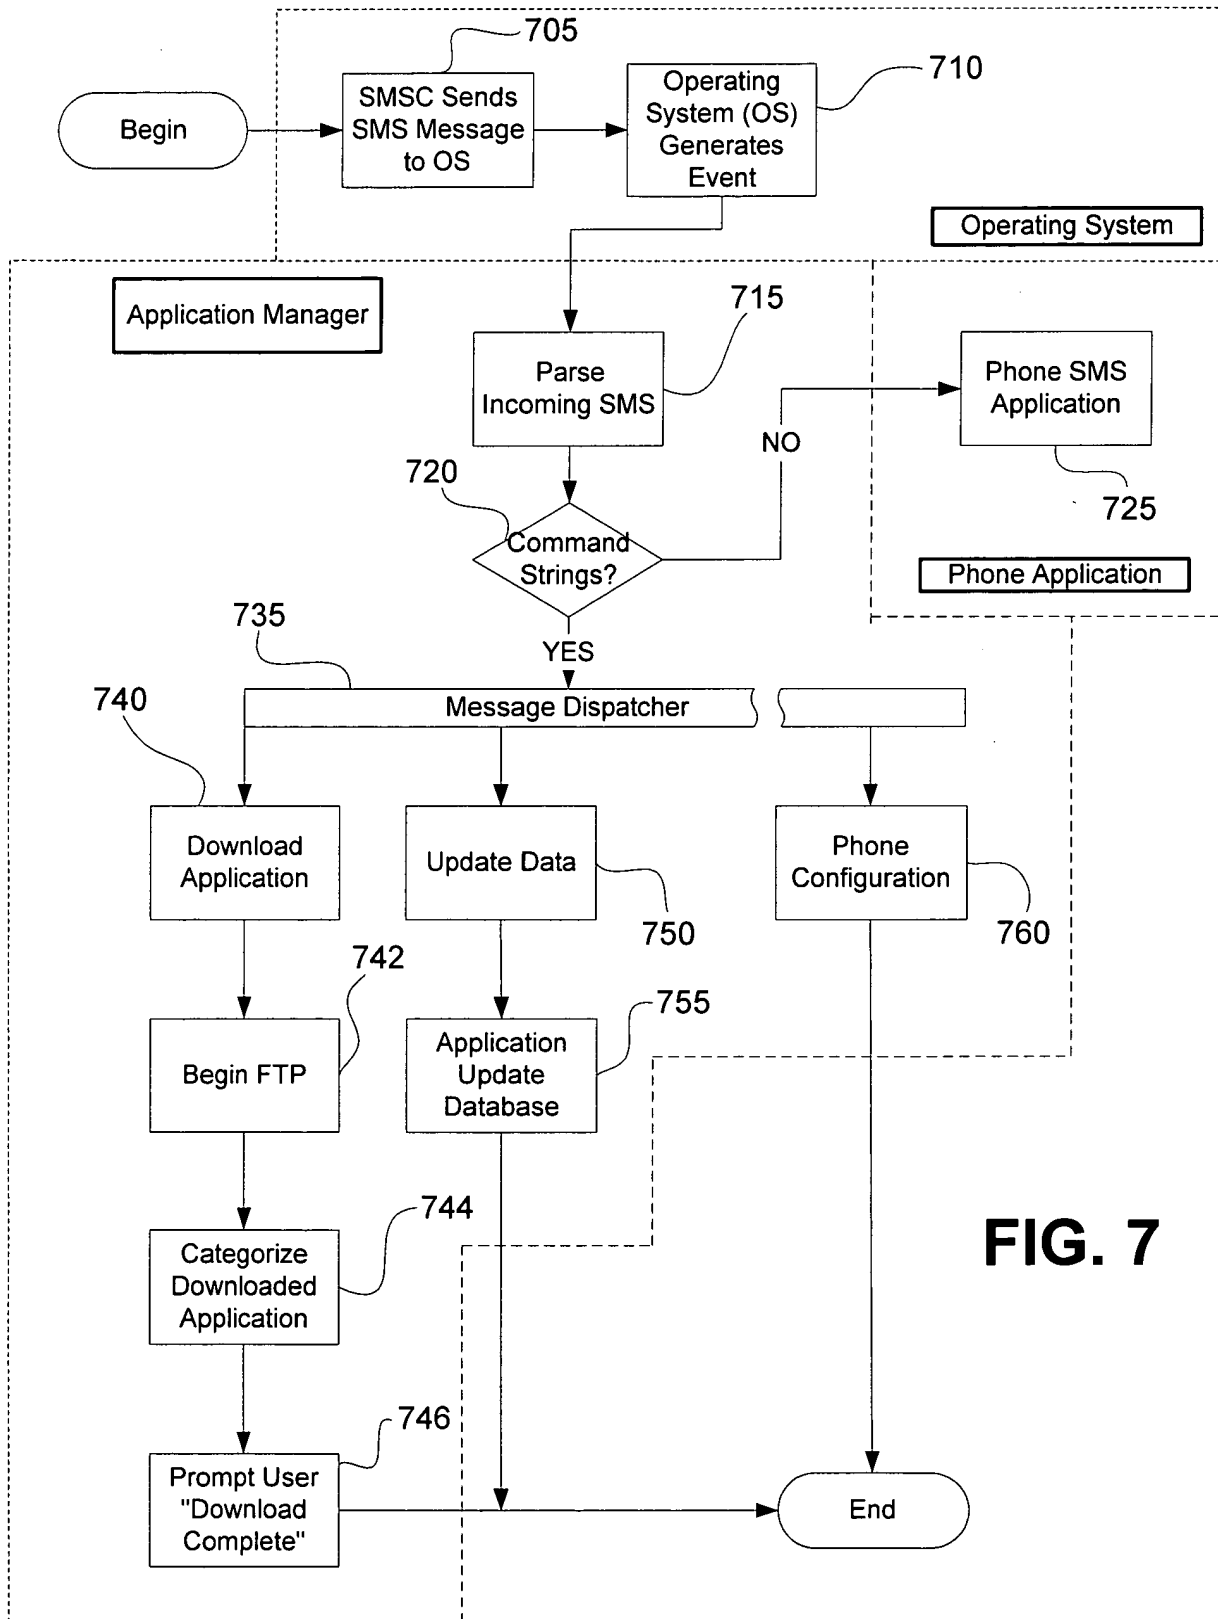 705
710
Begin
SMSC Sends
SMS Message
to OS
Operating
System (OS)
Generates
Event
Operating System
Application Manager
715
Parse
Incoming SMS
Phone SMS
Application
NO
720
725
Command
Strings?
Phone Application
YES
735
Message Dispatcher
740
Download
Application
Update Data
Phone
Configuration
750
760
742
755
Begin FTP
Application
Update
Database
744
Categorize
Downloaded
Application
FIG. 7
746
Prompt User
"Download
Complete"
End